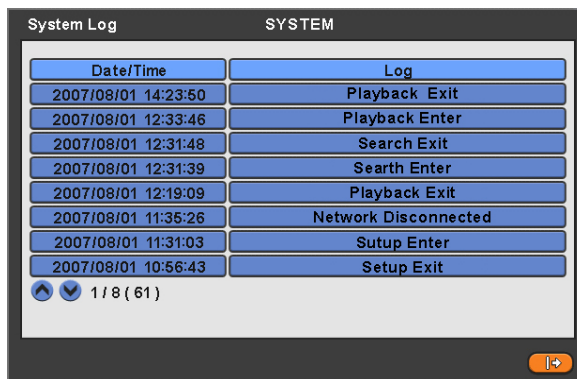 System Log SYSTEM
Date/Time Log
2007/08/01 14:23:50 Playback Exit
2007/08/01 12:33:46 Playback Enter
2007/08/01 12:31:48 Search Exit
2007/08/01 12:31:39 Searth Enter
2007/08/01 12:19:09 Playback Exit
2007/08/01 11:35:26 Network Disconnected
2007/08/01 11:31:03 Sutup Enter
2007/08/01 10:56:43 Setup Exit
1 / 8 ( 61 )